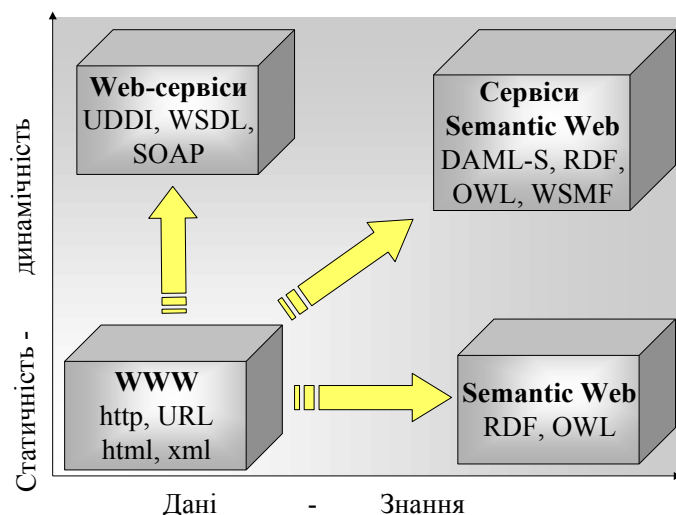 Web-сервіси
UDDI, WSDL,
SOAP
Сервіси
Semantic Web
DAML-S, RDF,
OWL, WSMF
WWW
http, URL
html, xml
Semantic Web
RDF, OWL
Статичність - динамічність
Дані - Знання